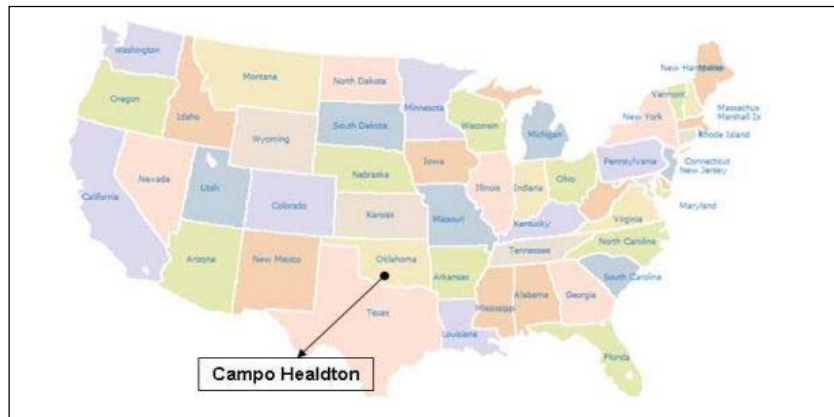 Washington
Montana
North Dakota
Minnesota
New Ham
Maine
Vermont
Oregon
Idaho
Wyoming
South Dakota
Wisconsin
Michigan
New York
Massachus
Marshall Is
Rhode Island
Nevada
Utah
Colorado
Nebraska
Iowa
Illinois
Indiana
Ohio
Pennsylvania
Connecticut
New Jersey
California
Kansas
Missouri
Kentucky
Virginia
Maryland
Arizona
New Mexico
Oklahoma
Arkansas
Tennessee
North Carolina
South Carolina
Texas
Louisiana
Mississippi
Alabama
Georgia
Florida
Campo Healdton